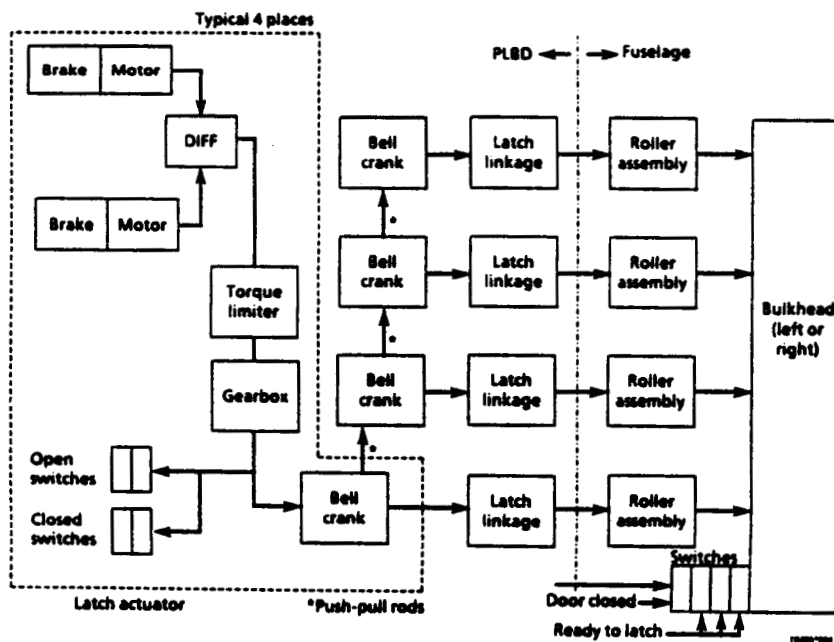 Typical 4 places
PLBD
Fuselage
Brake
Motor
DIFF
Brake
Motor
Torque
limiter
Gearbox
Open
switches
Closed
switches
Bell
crank
Latch
linkage
Roller
assembly
Bell
crank
Latch
linkage
Roller
assembly
Bell
crank
Latch
linkage
Roller
assembly
Bell
crank
Latch
linkage
Roller
assembly
*
*
*
Bulkhead
(left or
right)
Switches
Door closed
Ready to latch
Latch actuator
*Push-pull rods